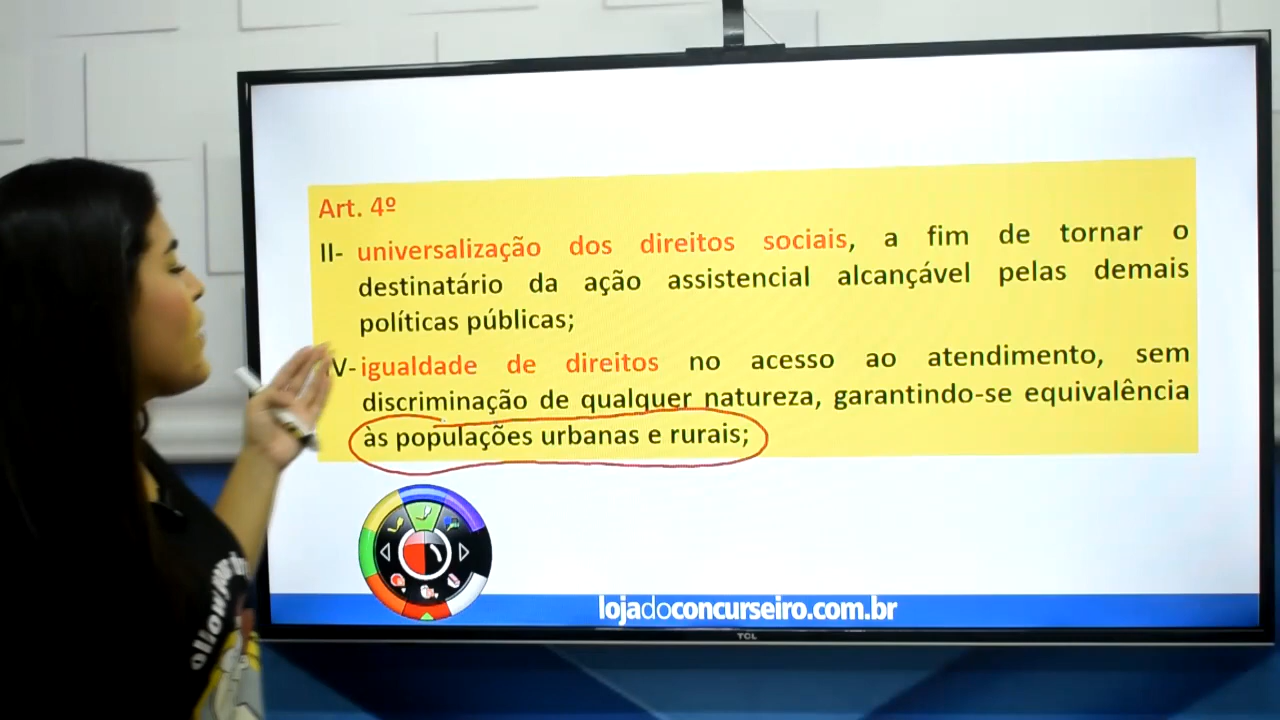 Art. 4º
II- universalização dos direitos sociais, a fim de tornar o
destinatário da ação assistencial alcançável pelas demais
políticas públicas;
V- igualdade de direitos no acesso ao atendimento, sem
discriminação de qualquer natureza, garantindo-se equivalência
às populações urbanas e rurais;
lojadoconcurseiro.com.br
TCL